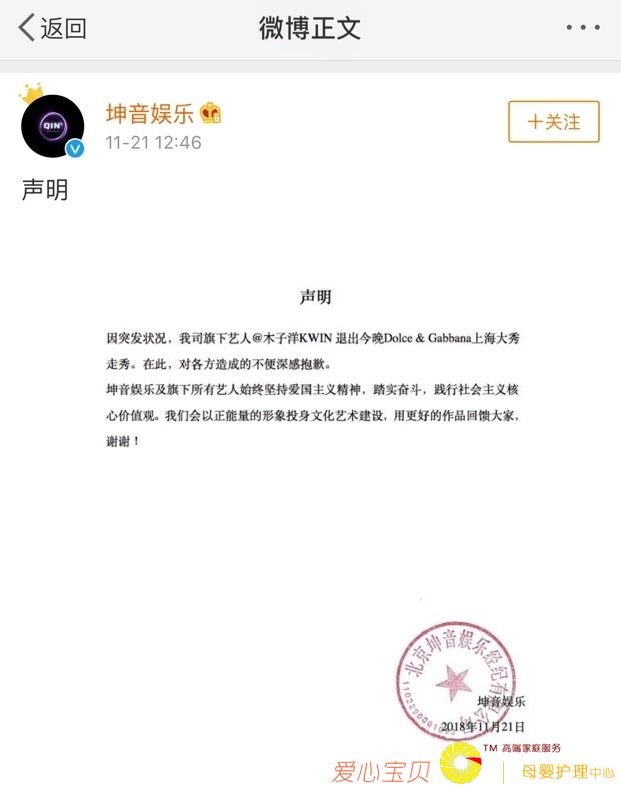 返回
微博正文
QIN
坤音娱乐
11-21 12:46
+关注
声明
声明
因突发状况，我司旗下艺人@木子洋KWIN 退出今晚Dolce & Gabbana上海大秀
走秀。在此，对各方造成的不便深感抱歉。
坤音娱乐及旗下所有艺人始终坚持爱国主义精神，踏实奋斗，践行社会主义核
心价值观。我们会以正能量的形象投身文化艺术建设，用更好的作品回馈大家，
谢谢！
北京坤音娱乐经纪有限公司
坤音娱乐
2018年11月21日
爱心宝贝
TM 高端家庭服务
母婴护理中心